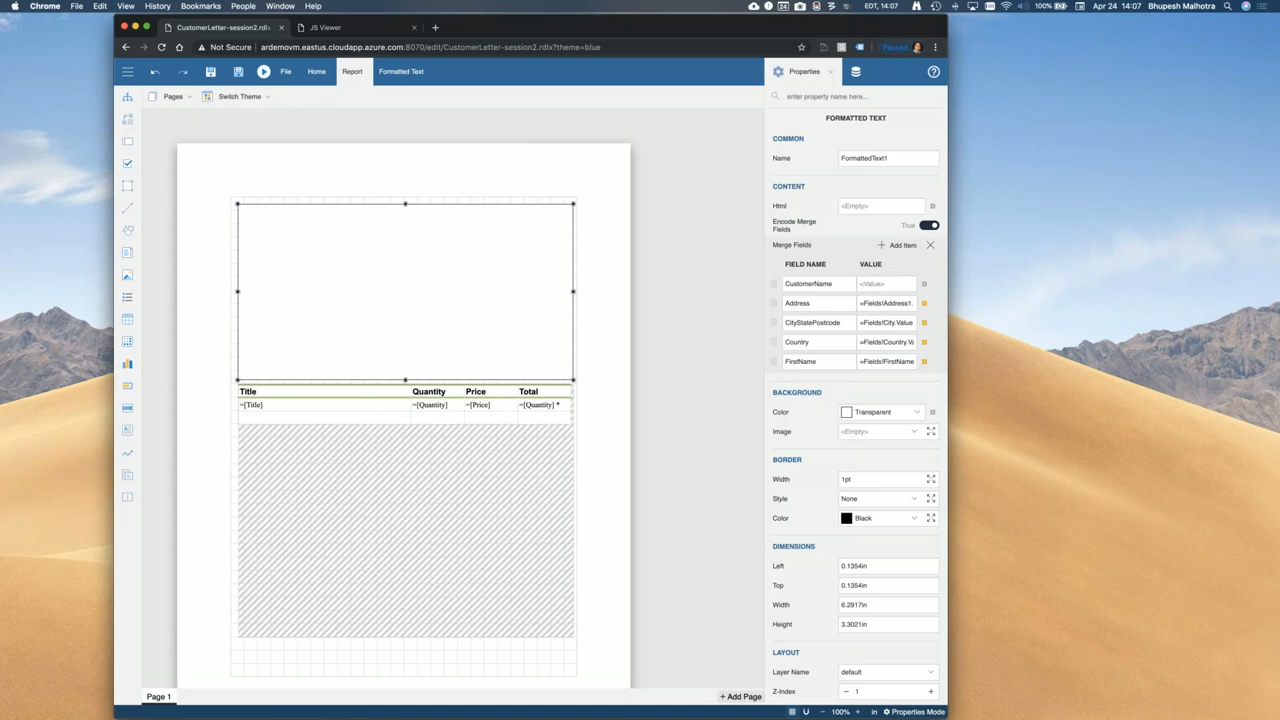 Chrome File Edit View History Bookmarks People Window Help
24 100% Apr 24 14:07 Bhupesh Malhotra
EDT, 14:07
CustomerLetter-session2.rdlx
JS Viewer
Not Secure ardemovm.eastus.cloudapp.azure.com:8070/edit/CustomerLetter-session2.rdlx?theme=blue
Paused
File Home Report Formatted Text
Properties
Pages Switch Theme
enter property name here...
FORMATTED TEXT
COMMON
Name FormattedText1
CONTENT
Html <Empty>
Encode Merge Fields True
Merge Fields Add Item
FIELD NAME VALUE
CustomerName <Value>
Address =Fields!Address1.
CityStatePostcode =Fields!City.Value
Country =Fields!Country.Va
FirstName =Fields!FirstName
BACKGROUND
Color Transparent
Image <Empty>
BORDER
Width 1pt
Style None
Color Black
DIMENSIONS
Left 0.1354in
Top 0.1354in
Width 6.2917in
Height 3.3021in
LAYOUT
Layer Name default
Z-Index 1
Title Quantity Price Total
=[Title] =[Quantity] =[Price] =[Quantity] *
Page 1
+ Add Page
100% in Properties Mode